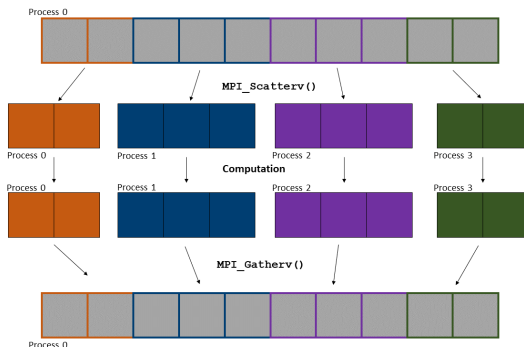 Process 0
MPI_Scatterv()
Process 0
Process 1
Process 2
Process 3
Computation
Process 0
Process 1
Process 2
Process 3
MPI_Gatherv()
Process 0